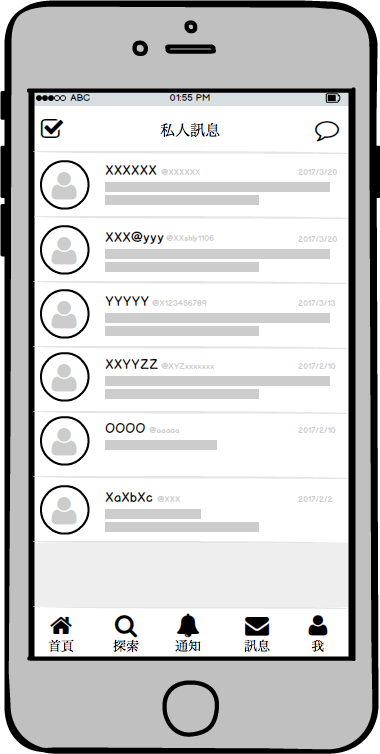 ABC 01:55 PM
私人訊息
XXXXXX @XXXXXX 2017/3/20
XXX@yyy @XXahly1106 2017/3/20
YYYYY @X123456789 2017/3/13
XXYYZZ @XYZxxxxxxx 2017/2/10
OOOO @aaaaa 2017/2/10
XaXbXc @XXX 2017/2/2
首頁 探索 通知 訊息 我